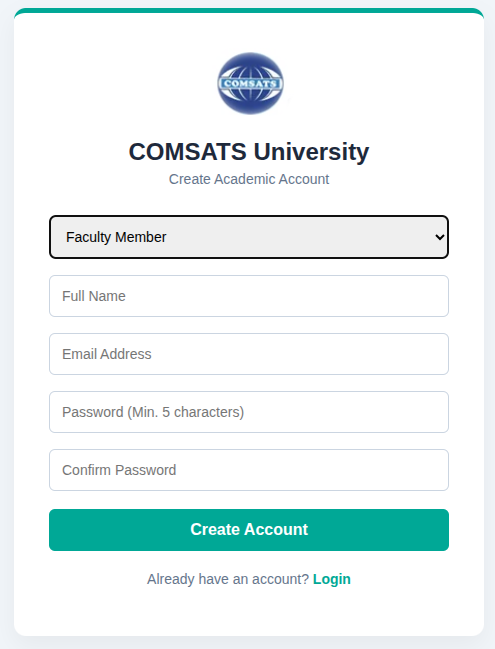 COMSATS
COMSATS University
Create Academic Account
Faculty Member
Full Name
Email Address
Password (Min. 5 characters)
Confirm Password
Create Account
Already have an account? Login